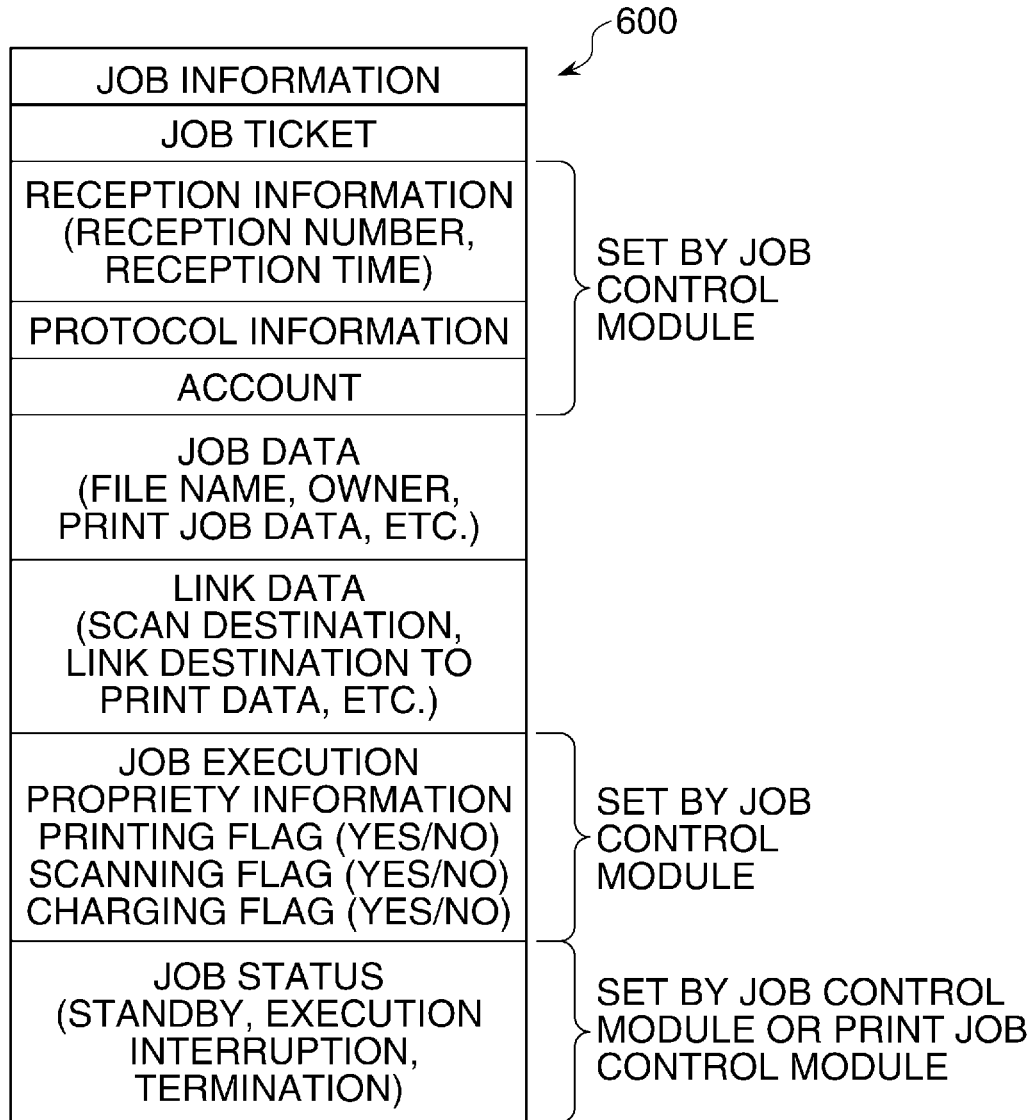 600
JOB INFORMATION
JOB TICKET
RECEPTION INFORMATION
(RECEPTION NUMBER,
RECEPTION TIME)
PROTOCOL INFORMATION
ACCOUNT
SET BY JOB
CONTROL
MODULE
JOB DATA
(FILE NAME, OWNER,
PRINT JOB DATA, ETC.)
LINK DATA
(SCAN DESTINATION,
LINK DESTINATION TO
PRINT DATA, ETC.)
JOB EXECUTION
PROPRIETY INFORMATION
PRINTING FLAG (YES/NO)
SCANNING FLAG (YES/NO)
CHARGING FLAG (YES/NO)
SET BY JOB
CONTROL
MODULE
JOB STATUS
(STANDBY, EXECUTION
INTERRUPTION,
TERMINATION)
SET BY JOB CONTROL
MODULE OR PRINT JOB
CONTROL MODULE